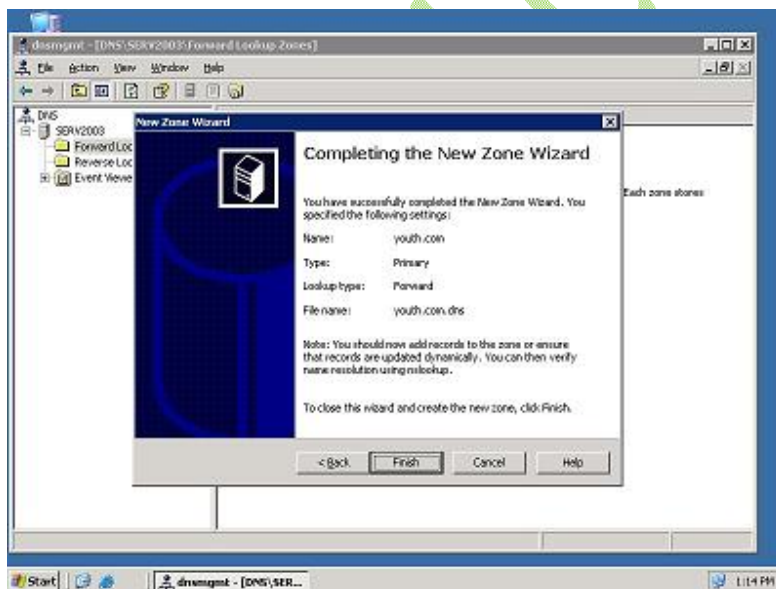 dnsmgmt - [DNS\SERV2003\Forward Lookup Zones]
File Action View Window Help
DNS
SERV2003
Forward Loc
Reverse Loc
Event Viewe
New Zone Wizard
Completing the New Zone Wizard
You have successfully completed the New Zone Wizard. You
specified the following settings:
Name: youth.com
Type: Primary
Lookup type: Forward
File name: youth.com.dns
Note: You should now add records to the zone or ensure
that records are updated dynamically. You can then verify
name resolution using nslookup.
To close this wizard and create the new zone, click Finish.
< Back Finish Cancel Help
Each zone stores
Start dnsmgmt - [DNS\SER... 1:14 PM